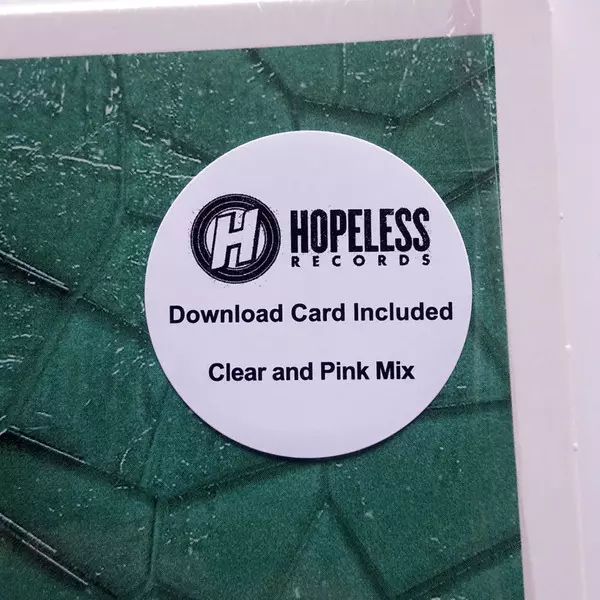 H HOPELESS
RECORDS
Download Card Included
Clear and Pink Mix